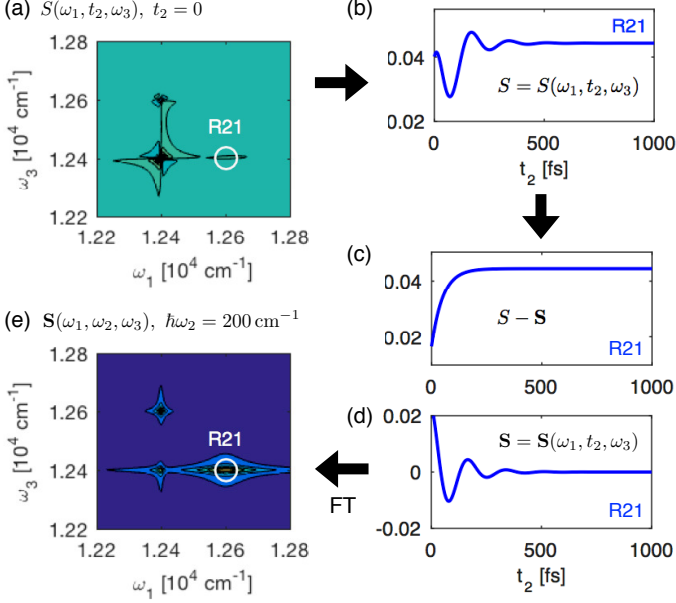 (a) S(ω₁, t₂, ω₃), t₂ = 0
1.28
1.26
1.24
1.22
ω₃ [10⁴ cm⁻¹]
R21
1.22 1.24 1.26 1.28
ω₁ [10⁴ cm⁻¹]
(b)
R21
0.04
0.02
S = S(ω₁, t₂, ω₃)
0 500 1000
t₂ [fs]
(c)
0.04
0.02
S − S
R21
0 500 1000
(d)
0.02
0
-0.02
S = S(ω₁, t₂, ω₃)
R21
0 500 1000
t₂ [fs]
FT
(e) S(ω₁, ω₂, ω₃), ℏω₂ = 200 cm⁻¹
1.28
1.26
1.24
1.22
ω₃ [10⁴ cm⁻¹]
R21
1.22 1.24 1.26 1.28
ω₁ [10⁴ cm⁻¹]